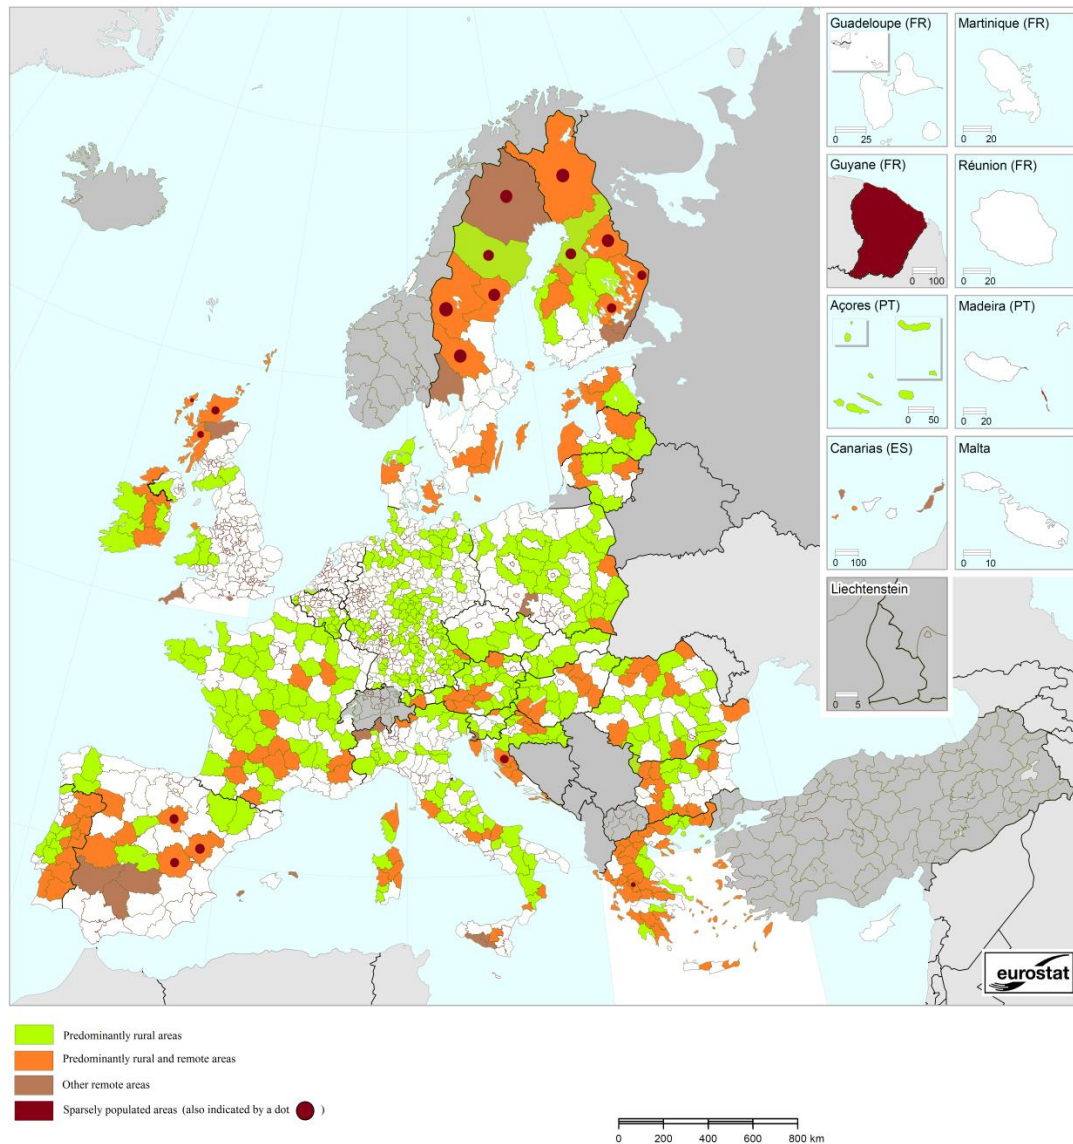 Guadeloupe (FR)
0 25
Martinique (FR)
0 20
Guyane (FR)
0 100
Réunion (FR)
0 20
Açores (PT)
0 50
Madeira (PT)
0 20
Canarias (ES)
0 100
Malta
0 10
Liechtenstein
0 5
eurostat
Predominantly rural areas
Predominantly rural and remote areas
Other remote areas
Sparsely populated areas (also indicated by a dot )
0 200 400 600 800 km